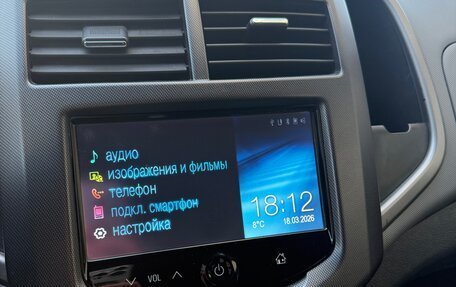 аудио
изображения и фильмы
телефон
подкл. смартфон
настройка
18:12
8°C 18.03.2026
VOL